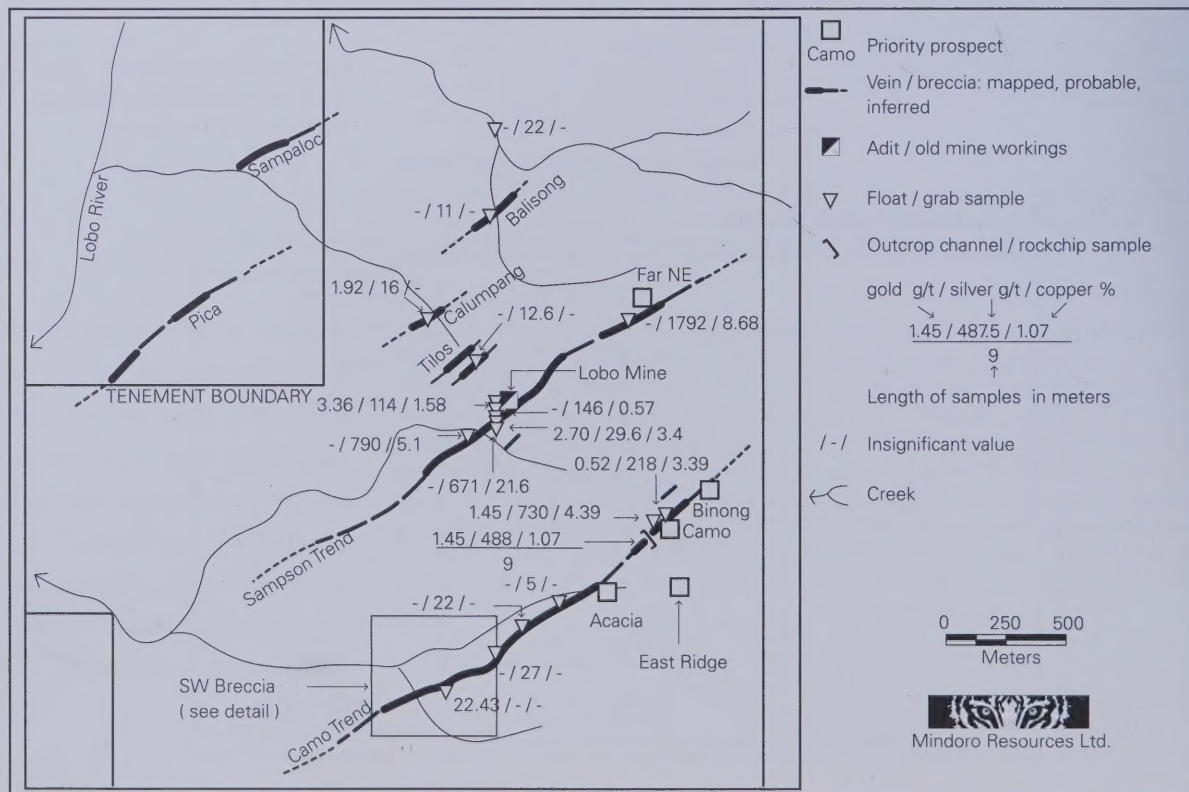 Lobo River
Sampaloc
Pica
TENEMENT BOUNDARY
- / 22 / -
Balisong
- / 11 / -
1.92 / 16 / -
Calumpang
Tilos
- / 12.6 / -
Far NE
- / 1792 / 8.68
Lobo Mine
3.36 / 114 / 1.58
- / 146 / 0.57
2.70 / 29.6 / 3.4
- / 790 / 5.1
0.52 / 218 / 3.39
- / 671 / 21.6
Sampson Trend
1.45 / 730 / 4.39
Binong
Camo
1.45 / 488 / 1.07
9
- / 5 / -
- / 22 / -
Acacia
East Ridge
SW Breccia
( see detail )
- / 27 / -
22.43 / - / -
Camo Trend
Camo
Priority prospect
Vein / breccia: mapped, probable,
inferred
Adit / old mine workings
Float / grab sample
Outcrop channel / rockchip sample
gold g/t / silver g/t / copper %
1.45 / 487.5 / 1.07
9
Length of samples in meters
/ - / Insignificant value
Creek
0 250 500
Meters
Mindoro Resources Ltd.